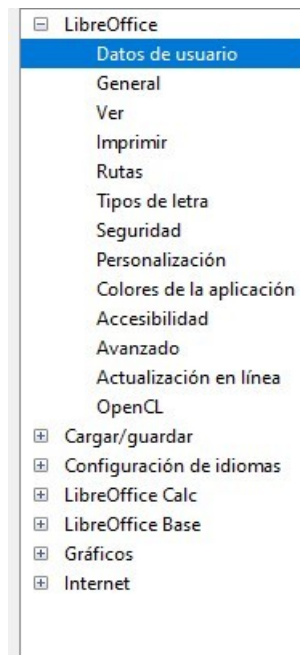 LibreOffice
Datos de usuario
General
Ver
Imprimir
Rutas
Tipos de letra
Seguridad
Personalización
Colores de la aplicación
Accesibilidad
Avanzado
Actualización en línea
OpenCL
Cargar/guardar
Configuración de idiomas
LibreOffice Calc
LibreOffice Base
Gráficos
Internet